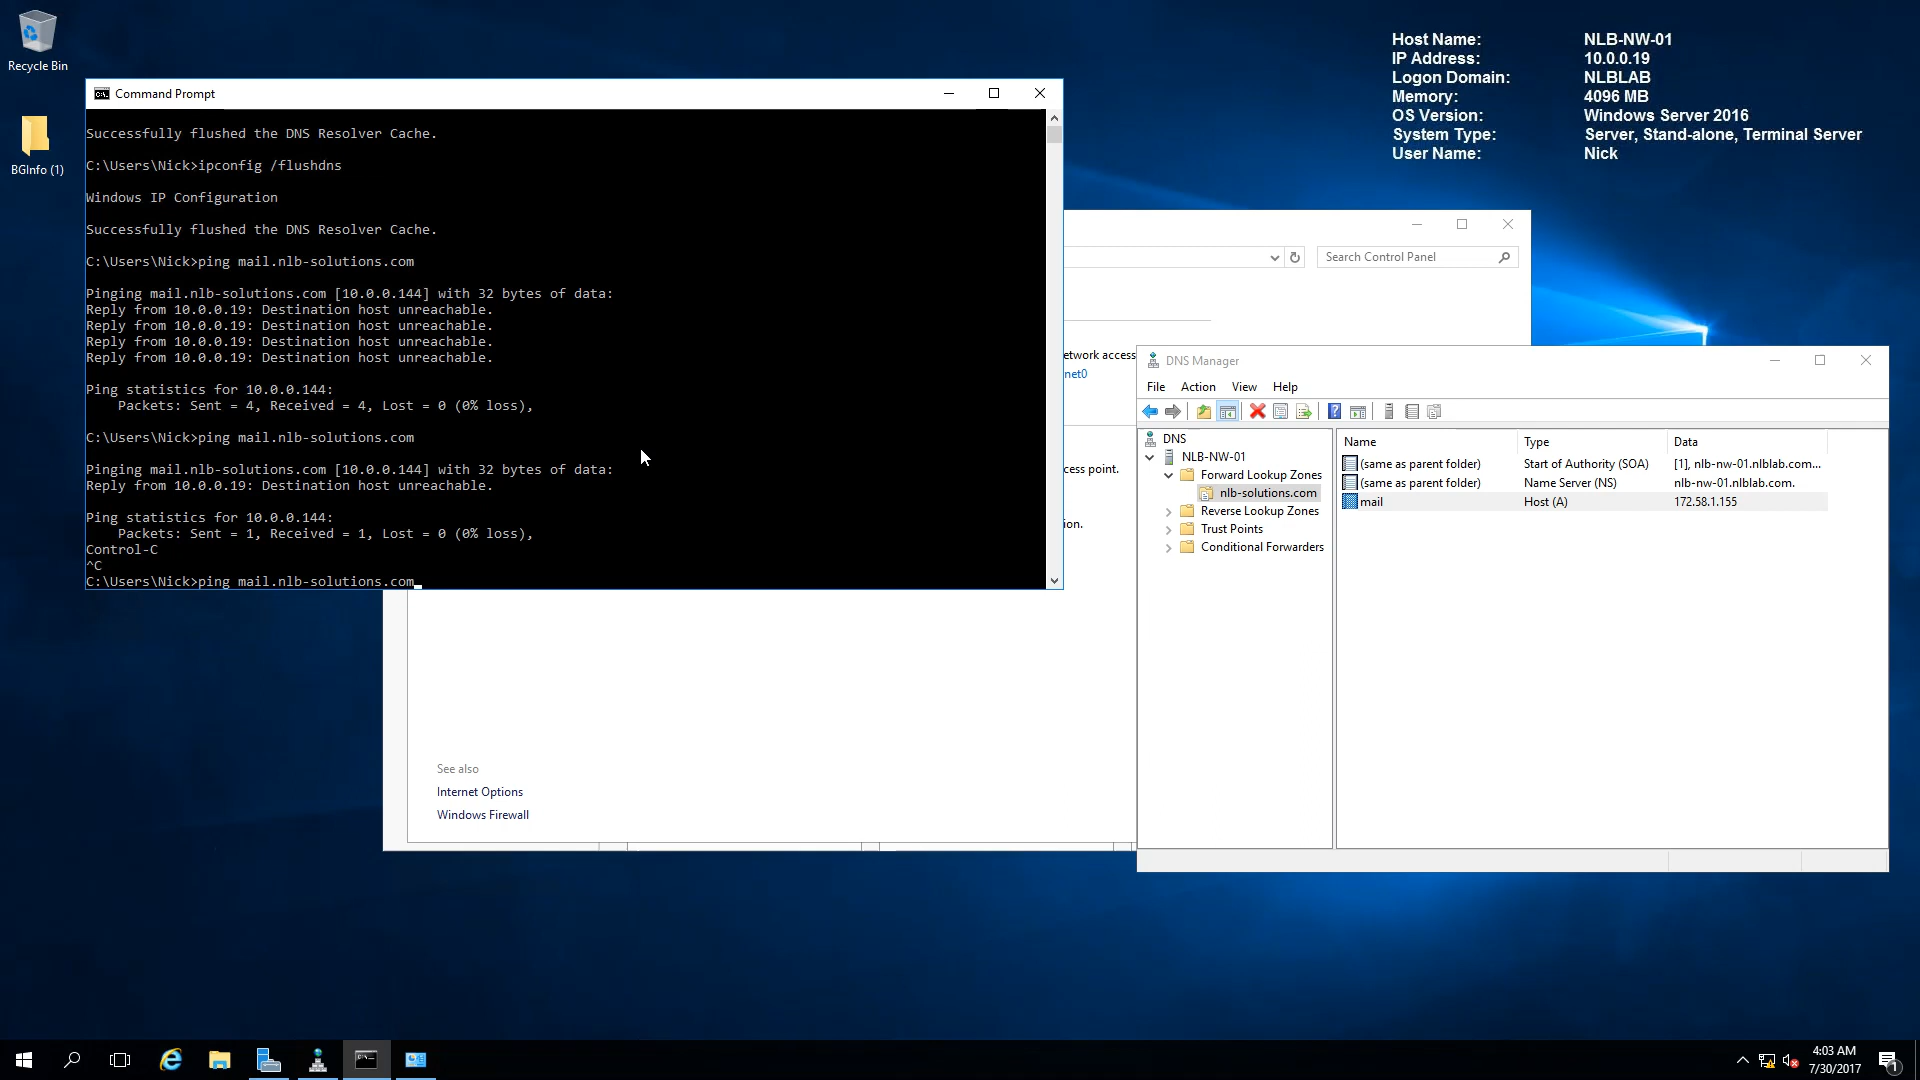 Recycle Bin
BGInfo (1)
Host Name: NLB-NW-01
IP Address: 10.0.0.19
Logon Domain: NLBLAB
Memory: 4096 MB
OS Version: Windows Server 2016
System Type: Server, Stand-alone, Terminal Server
User Name: Nick
Command Prompt
Successfully flushed the DNS Resolver Cache.
C:\Users\Nick>ipconfig /flushdns
Windows IP Configuration
Successfully flushed the DNS Resolver Cache.
C:\Users\Nick>ping mail.nlb-solutions.com
Pinging mail.nlb-solutions.com [10.0.0.144] with 32 bytes of data:
Reply from 10.0.0.19: Destination host unreachable.
Reply from 10.0.0.19: Destination host unreachable.
Reply from 10.0.0.19: Destination host unreachable.
Reply from 10.0.0.19: Destination host unreachable.
Ping statistics for 10.0.0.144:
Packets: Sent = 4, Received = 4, Lost = 0 (0% loss),
C:\Users\Nick>ping mail.nlb-solutions.com
Pinging mail.nlb-solutions.com [10.0.0.144] with 32 bytes of data:
Reply from 10.0.0.19: Destination host unreachable.
Ping statistics for 10.0.0.144:
Packets: Sent = 1, Received = 1, Lost = 0 (0% loss),
Control-C
^C
C:\Users\Nick>ping mail.nlb-solutions.com
Search Control Panel
etwork access
net0
cess point.
ion.
See also
Internet Options
Windows Firewall
DNS Manager
File Action View Help
DNS
NLB-NW-01
Forward Lookup Zones
nlb-solutions.com
Reverse Lookup Zones
Trust Points
Conditional Forwarders
Name Type Data
(same as parent folder) Start of Authority (SOA) [1], nlb-nw-01.nlblab.com...
(same as parent folder) Name Server (NS) nlb-nw-01.nlblab.com.
mail Host (A) 172.58.1.155
4:03 AM
7/30/2017
1